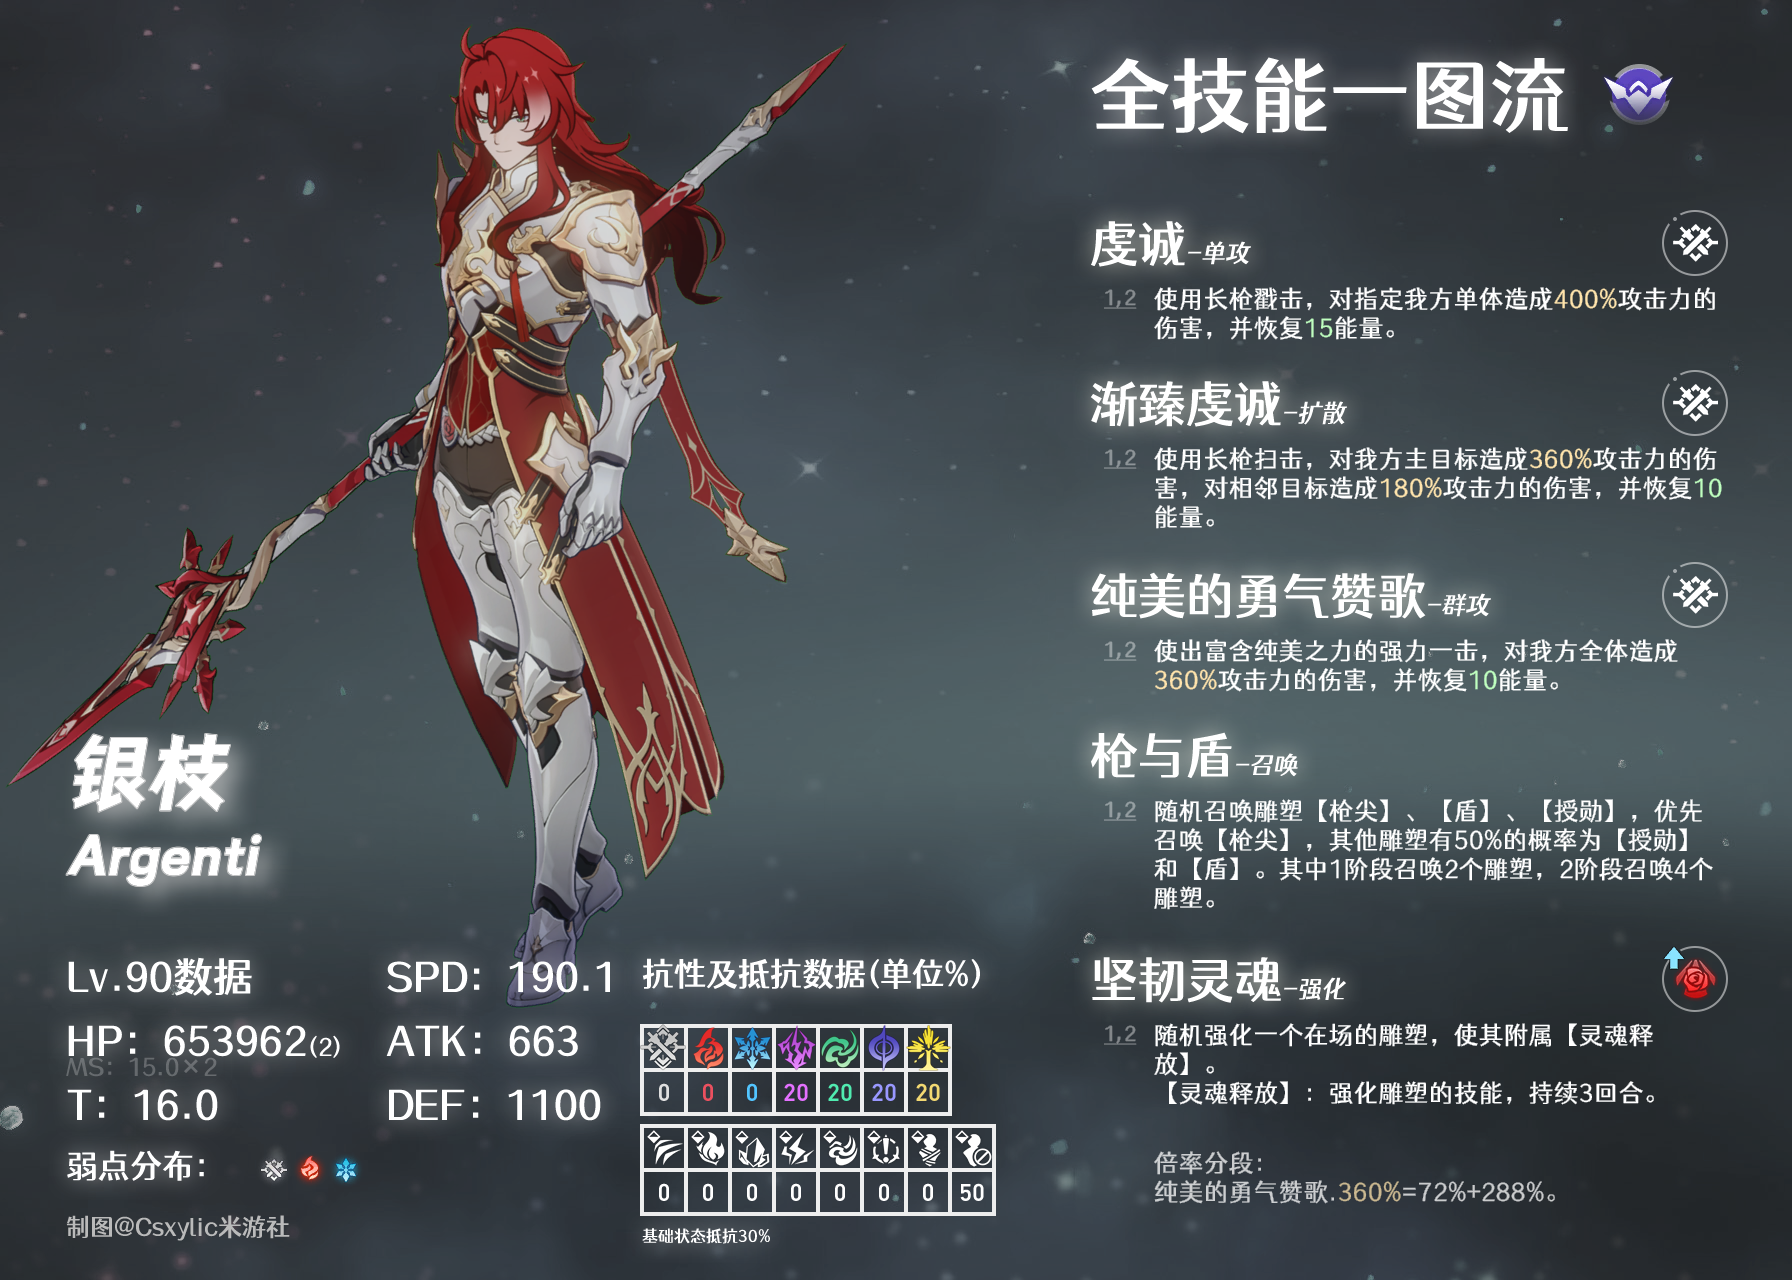 全技能一图流
虔诚–单攻
1,2 使用长枪戳击，对指定我方单体造成400%攻击力的
伤害，并恢复15能量。
渐臻虔诚–扩散
1,2 使用长枪扫击，对我方主目标造成360%攻击力的伤
害，对相邻目标造成180%攻击力的伤害，并恢复10
能量。
纯美的勇气赞歌–群攻
1,2 使出富含纯美之力的强力一击，对我方全体造成
360%攻击力的伤害，并恢复10能量。
枪与盾–召唤
1,2 随机召唤雕塑【枪尖】、【盾】、【授勋】，优先
召唤【枪尖】，其他雕塑有50%的概率为【授勋】
和【盾】。其中1阶段召唤2个雕塑，2阶段召唤4个
雕塑。
坚韧灵魂–强化
1,2 随机强化一个在场的雕塑，使其附属【灵魂释
放】。
【灵魂释放】：强化雕塑的技能，持续3回合。
倍率分段：
纯美的勇气赞歌.360%=72%+288%。
银枝
Argenti
Lv.90数据
SPD：190.1
HP：653962(2)
ATK：663
MS：15.0×2
T：16.0
DEF：1100
弱点分布：
制图@Csxylic米游社
抗性及抵抗数据(单位%)
0 0 0 20 20 20 20
0 0 0 0 0 0 0 50
基础状态抵抗30%